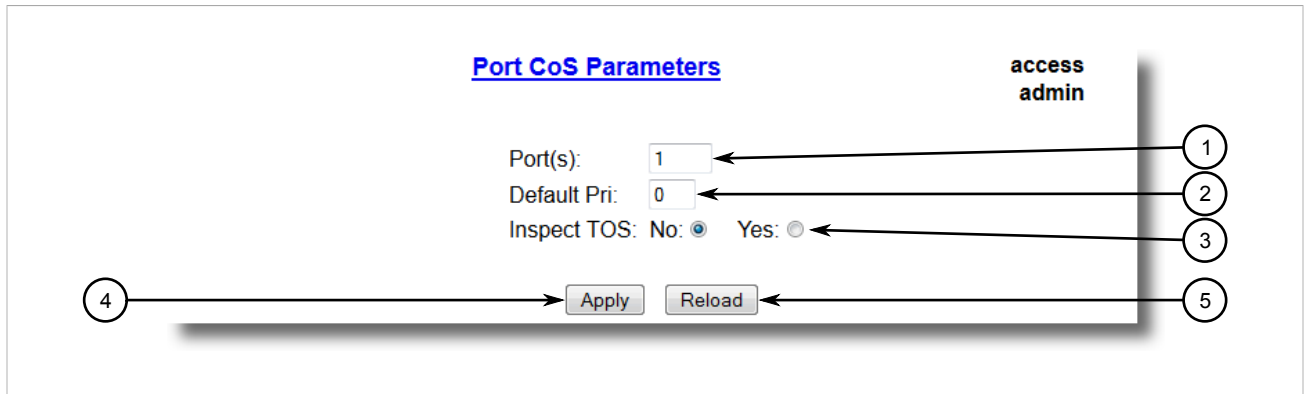 Port CoS Parameters
access
admin
Port(s): 1
1
Default Pri: 0
2
Inspect TOS: No: Yes:
3
4
Apply Reload
5